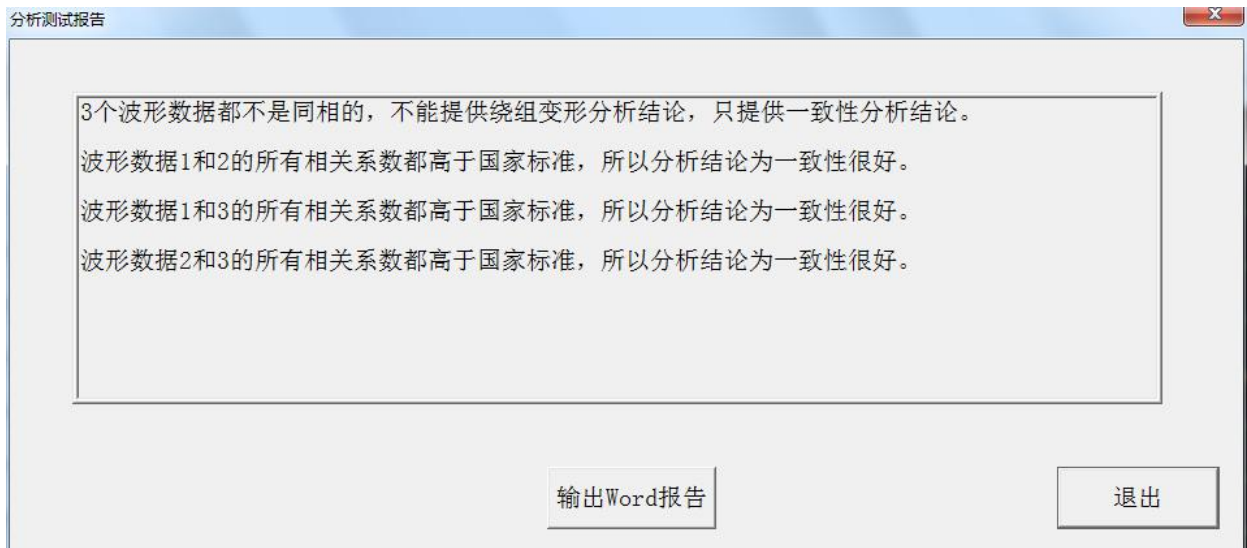 分析测试报告
3个波形数据都不是同相的，不能提供绕组变形分析结论，只提供一致性分析结论。
波形数据1和2的所有相关系数都高于国家标准，所以分析结论为一致性很好。
波形数据1和3的所有相关系数都高于国家标准，所以分析结论为一致性很好。
波形数据2和3的所有相关系数都高于国家标准，所以分析结论为一致性很好。
输出Word报告
退出